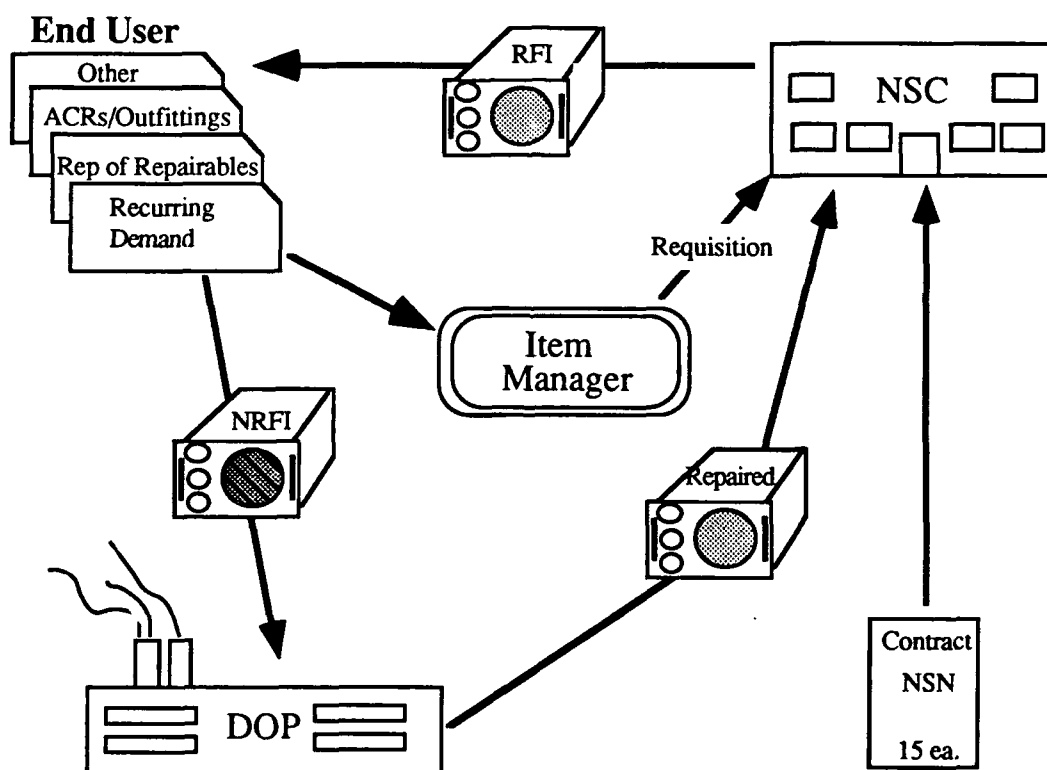 End User
Other
ACRs/Outfittings
Rep of Repairables
Recurring
Demand
RFI
NSC
Requisition
Item
Manager
NRFI
Repaired
DOP
Contract
NSN
15 ea.